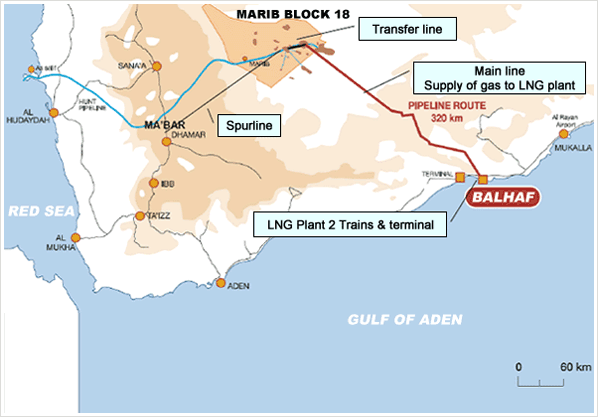 MARIB BLOCK 18
Transfer line
SANA'A
MARIB
Main line
Supply of gas to LNG plant
AL
HUDAYDAH
HUNT
PIPELINE
PIPELINE ROUTE
320 km
MA'BAR
DHAMAR
Spurline
Al Rayan
Airport
MUKALLA
IBB
TERMINAL
BALHAF
RED SEA
TA'IZZ
LNG Plant 2 Trains & terminal
AL
MUKHA
ADEN
GULF OF ADEN
0 60 km